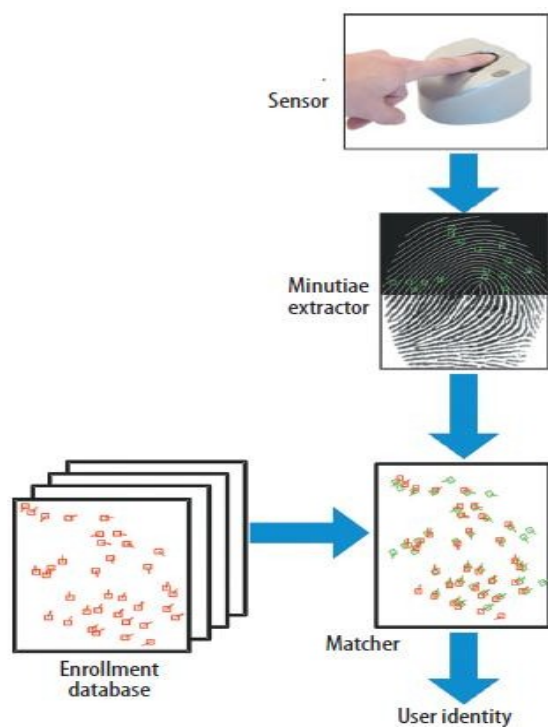 Sensor
Minutiae
extractor
Enrollment
database
Matcher
User identity